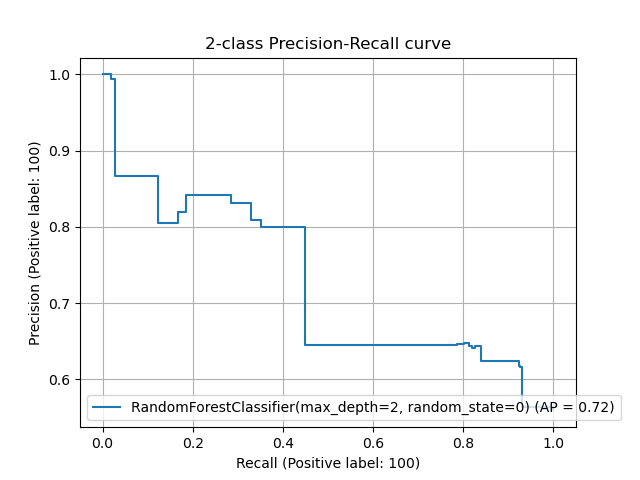 2-class Precision-Recall curve
1.0
0.9
0.8
0.7
0.6
Precision (Positive label: 100)
RandomForestClassifier(max_depth=2, random_state=0) (AP = 0.72)
0.0 0.2 0.4 0.6 0.8 1.0
Recall (Positive label: 100)